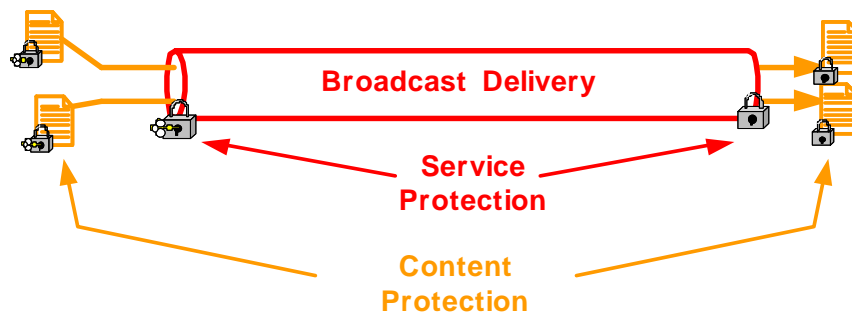 Broadcast Delivery
Service
Protection
Content
Protection